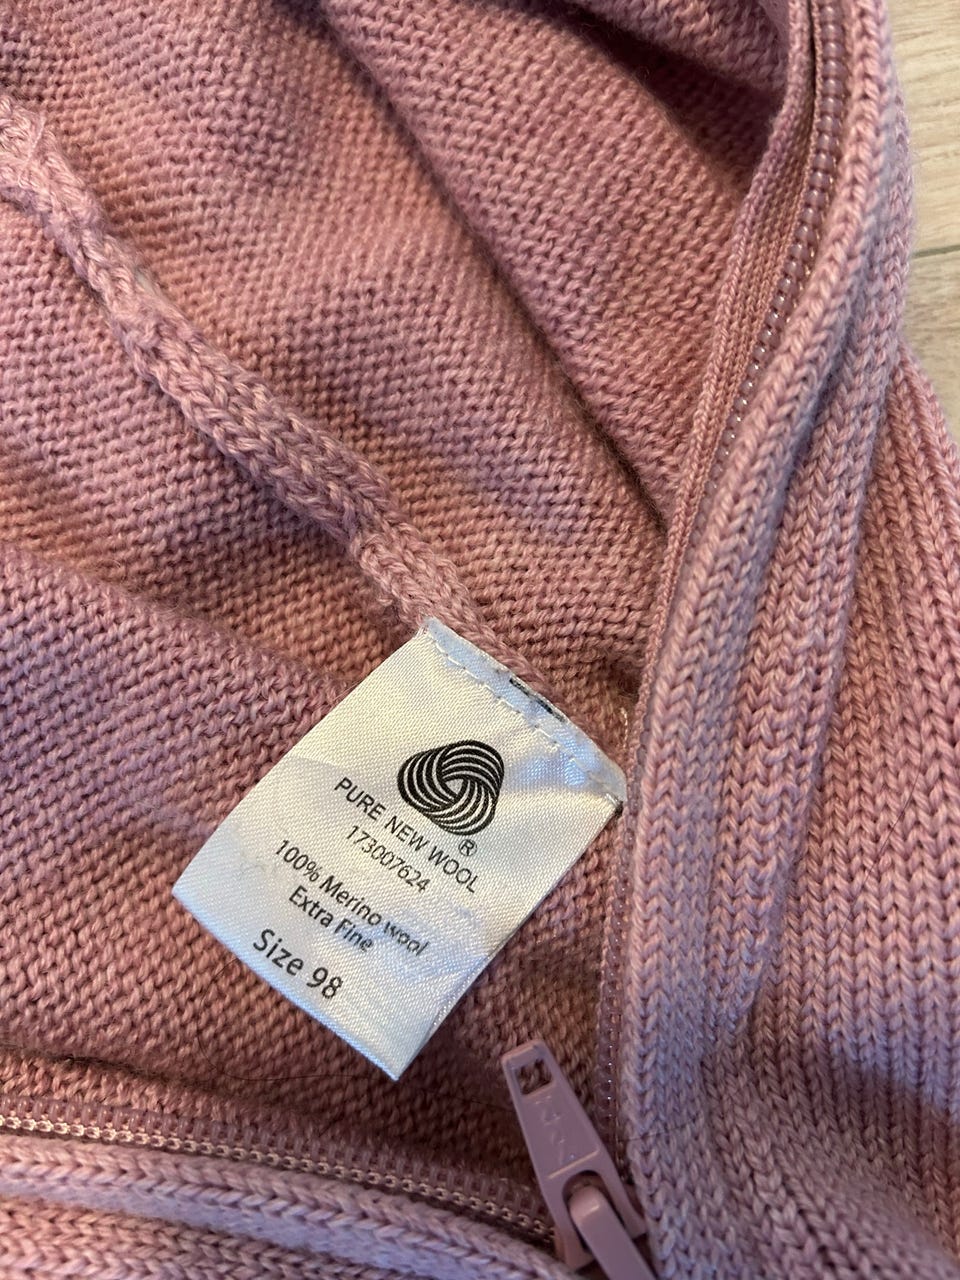 ®
PURE NEW WOOL
173007624
100% Merino wool
Extra Fine
Size 98